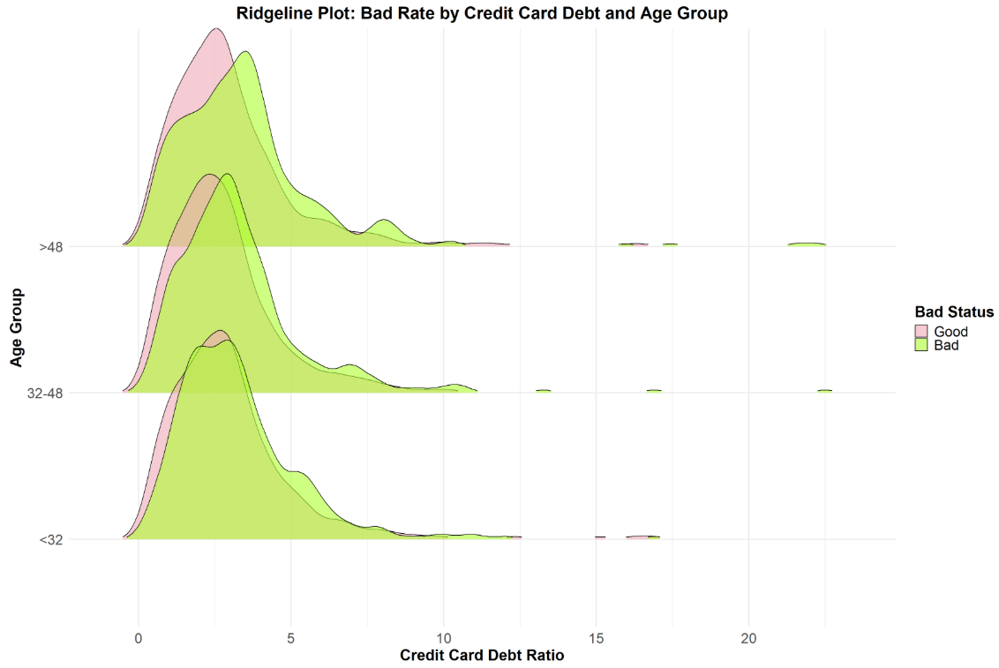 Ridgeline Plot: Bad Rate by Credit Card Debt and Age Group
Age Group
>48
32-48
<32
0 5 10 15 20
Credit Card Debt Ratio
Bad Status
Good
Bad